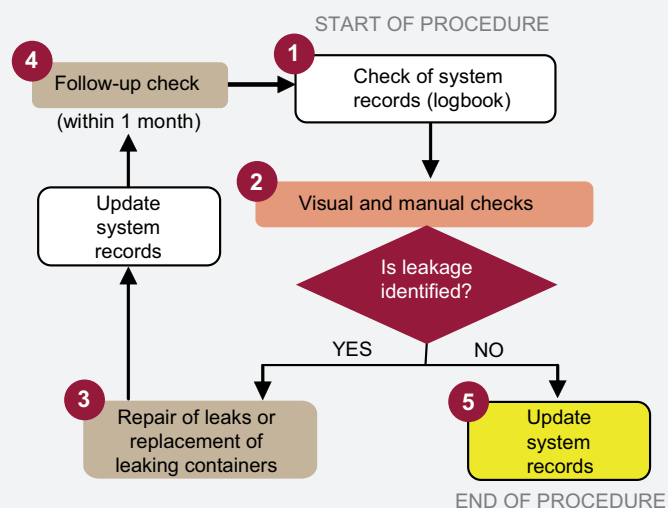 START OF PROCEDURE
1
Check of system
records (logbook)
2
Visual and manual checks
Is leakage
identified?
YES
NO
3
Repair of leaks or
replacement of
leaking containers
Update
system
records
4
Follow-up check
(within 1 month)
5
Update
system
records
END OF PROCEDURE